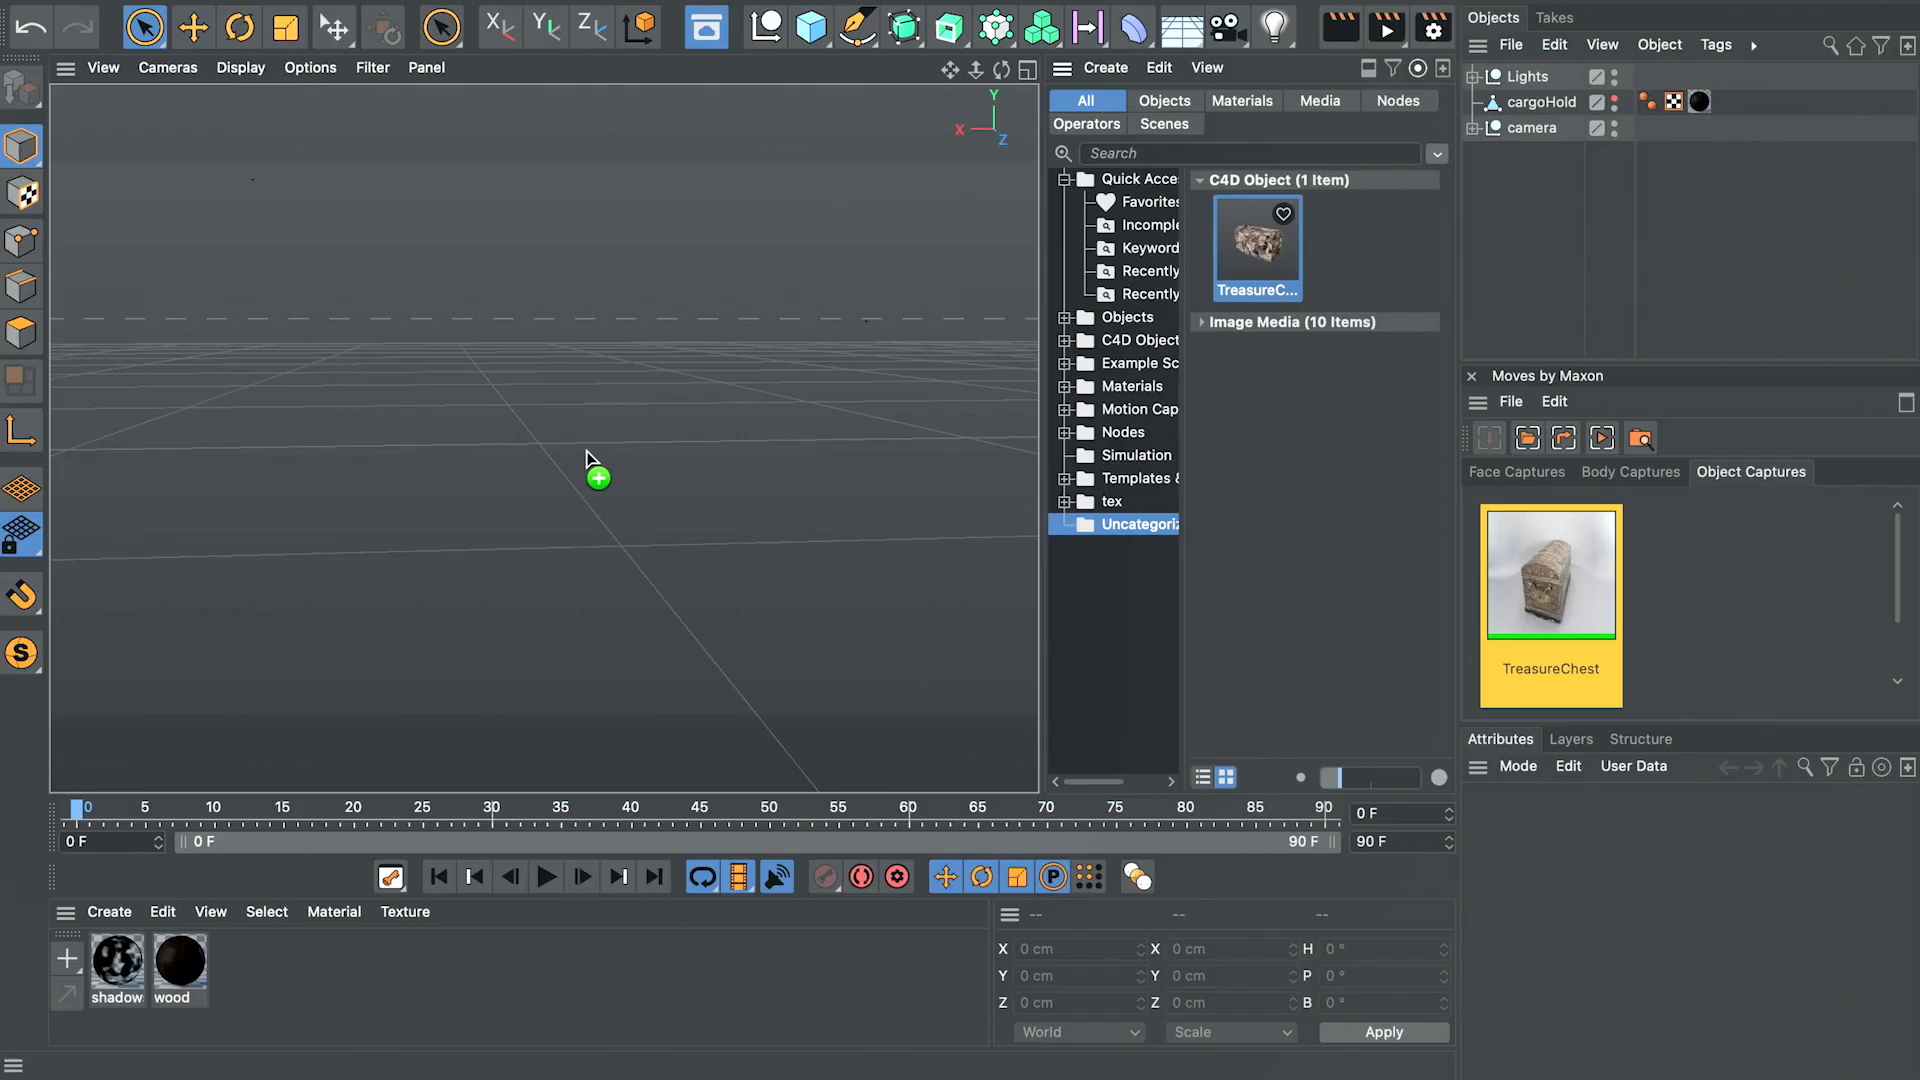 X
Y
Z
P
Objects
Takes
File
Edit
View
Object
Tags
View
Cameras
Display
Options
Filter
Panel
Create
Edit
View
Lights
cargoHold
camera
Y
X
Z
All
Objects
Materials
Media
Nodes
Operators
Scenes
Search
Quick Acce
Favorites
Incomple
Keyword
Recently
Recently
Objects
C4D Object
Example Sc
Materials
Motion Cap
Nodes
Simulation
Templates &
tex
Uncategoriz
C4D Object (1 Item)
TreasureC...
Image Media (10 Items)
Moves by Maxon
File
Edit
Face Captures
Body Captures
Object Captures
TreasureChest
S
Attributes
Layers
Structure
Mode
Edit
User Data
0 5 10 15 20 25 30 35 40 45 50 55 60 65 70 75 80 85 90
0 F
0 F
0 F
90 F
90 F
Create
Edit
View
Select
Material
Texture
shadow
wood
-- -- --
X 0 cm X 0 cm H 0 °
Y 0 cm Y 0 cm P 0 °
Z 0 cm Z 0 cm B 0 °
World
Scale
Apply